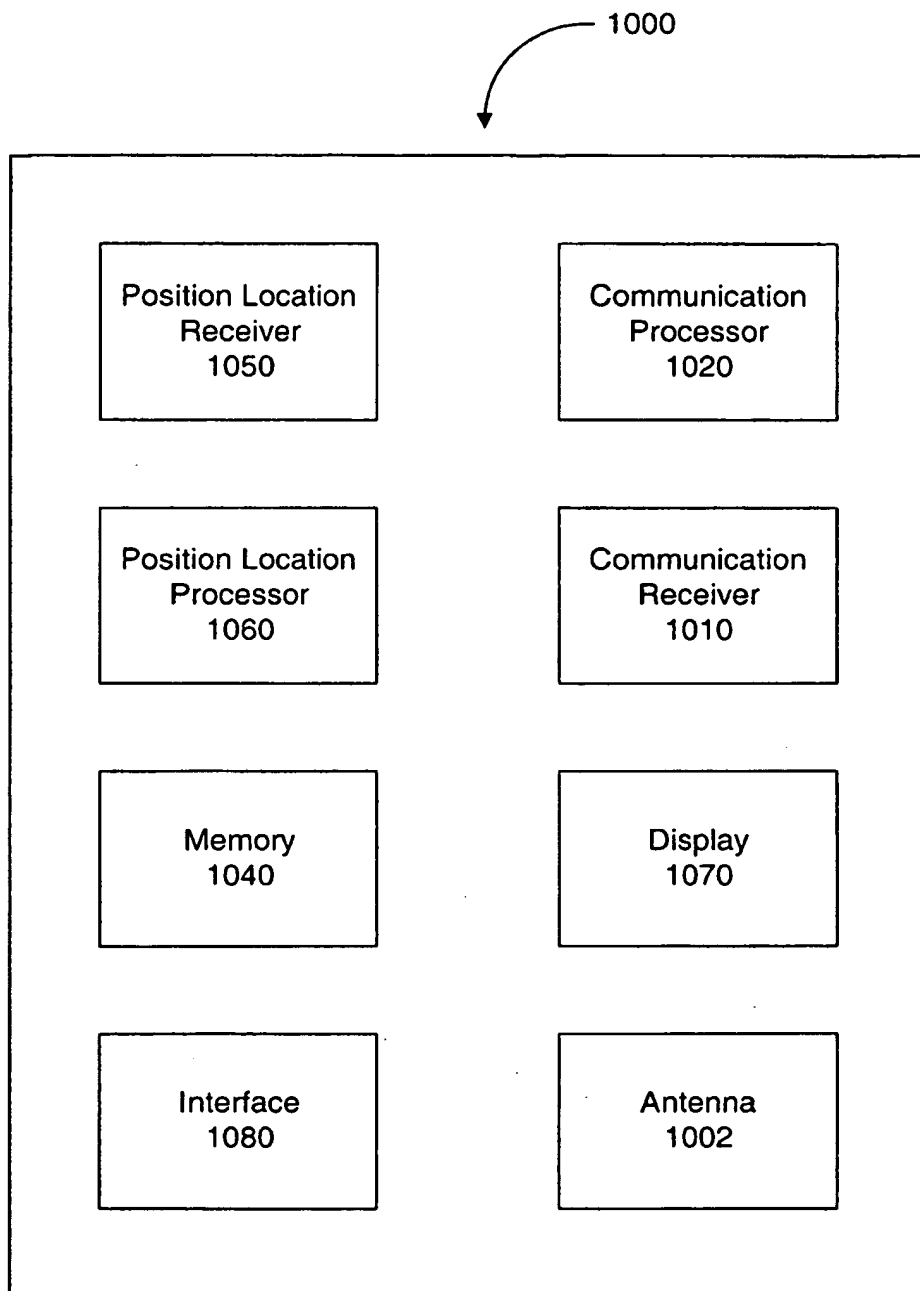 1000
Position Location
Receiver
1050
Communication
Processor
1020
Position Location
Processor
1060
Communication
Receiver
1010
Memory
1040
Display
1070
Interface
1080
Antenna
1002